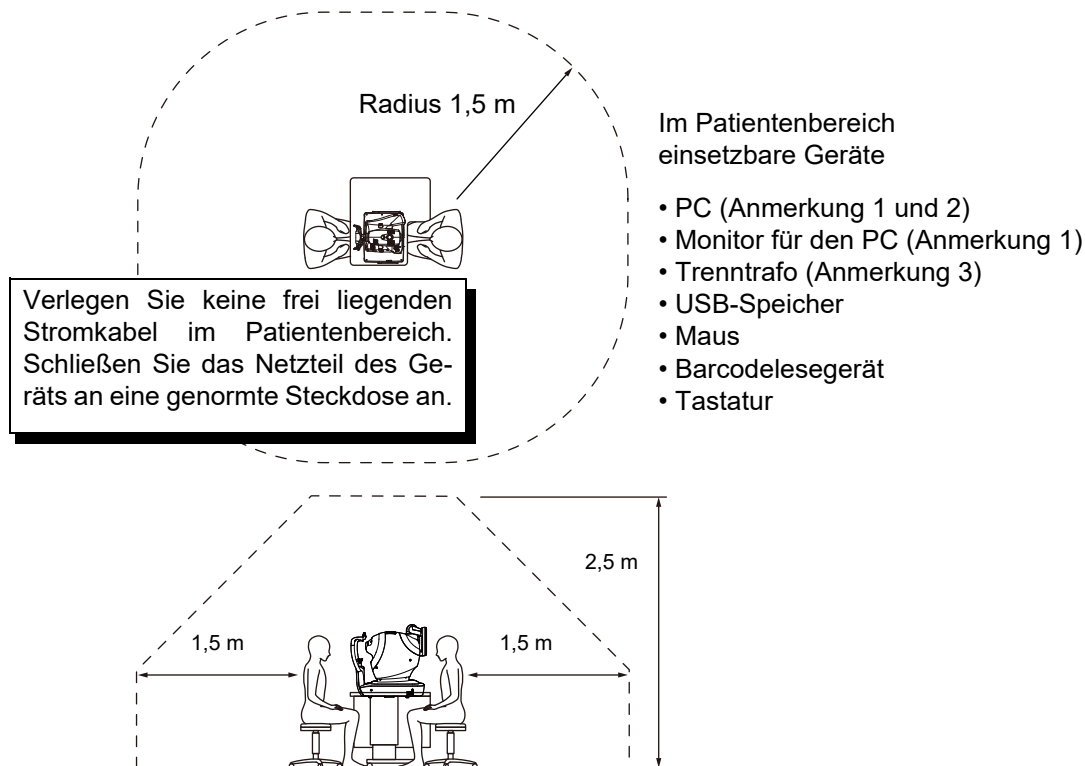 Radius 1,5 m
Im Patientenbereich
einsetzbare Geräte
• PC (Anmerkung 1 und 2)
• Monitor für den PC (Anmerkung 1)
• Trenntrafo (Anmerkung 3)
• USB-Speicher
• Maus
• Barcodelesegerät
• Tastatur
Verlegen Sie keine frei liegenden
Stromkabel im Patientenbereich.
Schließen Sie das Netzteil des Ge-
räts an eine genormte Steckdose an.
2,5 m
1,5 m
1,5 m